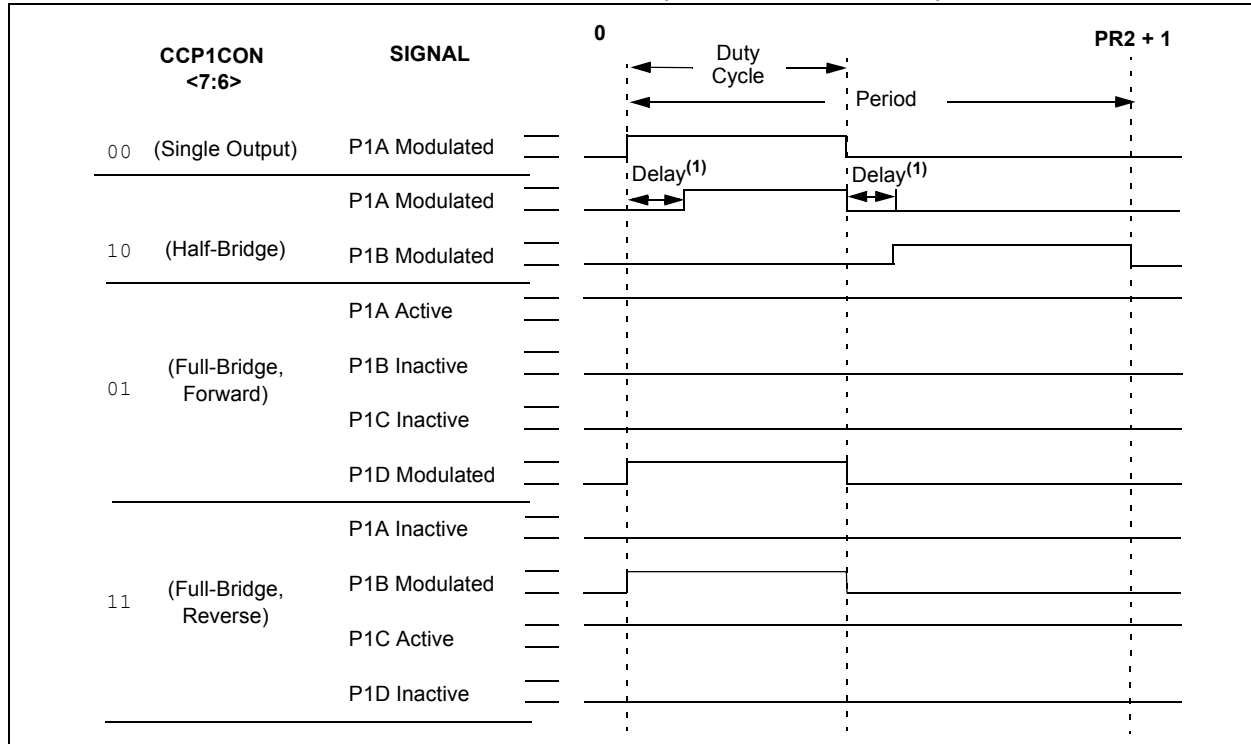 CCP1CON
<7:6>
SIGNAL
0
PR2 + 1
Duty
Cycle
Period
00 (Single Output) P1A Modulated
Delay(1)
Delay(1)
P1A Modulated
10 (Half-Bridge) P1B Modulated
P1A Active
01 (Full-Bridge,
Forward)
P1B Inactive
P1C Inactive
P1D Modulated
P1A Inactive
11 (Full-Bridge,
Reverse)
P1B Modulated
P1C Active
P1D Inactive